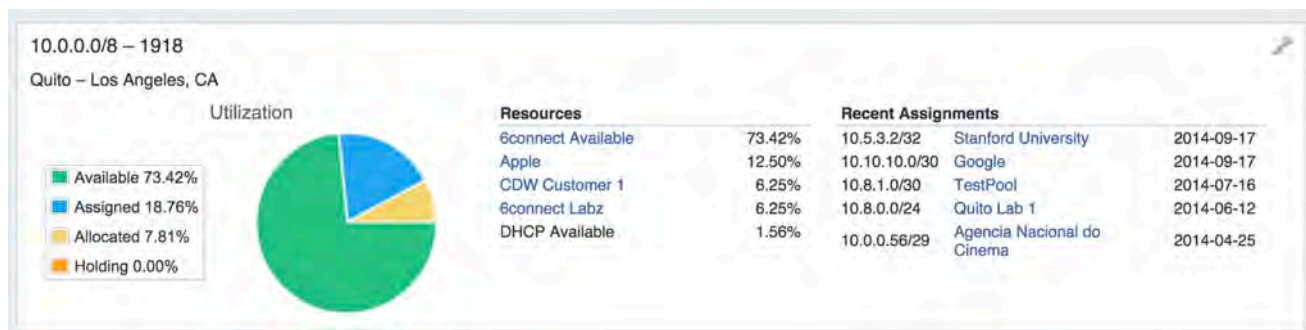 10.0.0.0/8 – 1918
Quito – Los Angeles, CA
Utilization
Available 73.42%
Assigned 18.76%
Allocated 7.81%
Holding 0.00%
Resources
6connect Available 73.42%
Apple 12.50%
CDW Customer 1 6.25%
6connect Labz 6.25%
DHCP Available 1.56%
Recent Assignments
10.5.3.2/32 Stanford University 2014-09-17
10.10.10.0/30 Google 2014-09-17
10.8.1.0/30 TestPool 2014-07-16
10.8.0.0/24 Quito Lab 1 2014-06-12
10.0.0.56/29 Agencia Nacional do Cinema 2014-04-25